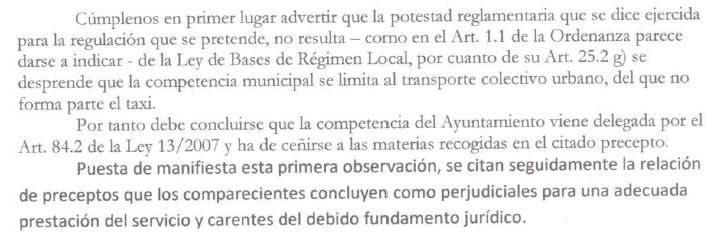 Cúmplenos en primer lugar advertir que la potestad reglamentaria que se dice ejercida
para la regulación que se pretende, no resulta – como en el Art. 1.1 de la Ordenanza parece
darse a indicar - de la Ley de Bases de Régimen Local, por cuanto de su Art. 25.2 g) se
desprende que la competencia municipal se limita al transporte colectivo urbano, del que no
forma parte el taxi.
Por tanto debe concluirse que la competencia del Ayuntamiento viene delegada por el
Art. 84.2 de la Ley 13/2007 y ha de ceñirse a las materias recogidas en el citado precepto.
Puesta de manifiesta esta primera observación, se citan seguidamente la relación
de preceptos que los comparecientes concluyen como perjudiciales para una adecuada
prestación del servicio y carentes del debido fundamento jurídico.